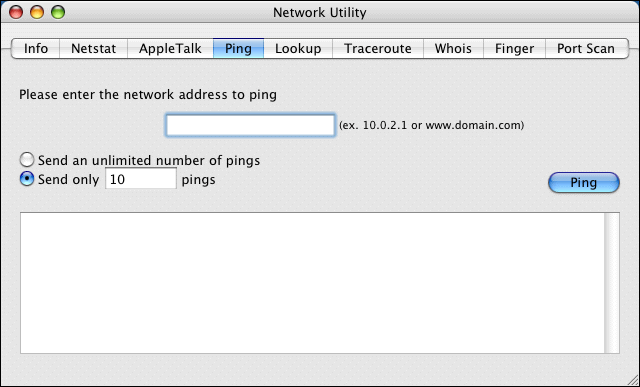 Network Utility
Info Netstat AppleTalk Ping Lookup Traceroute Whois Finger Port Scan
Please enter the network address to ping
(ex. 10.0.2.1 or www.domain.com)
Send an unlimited number of pings
Send only 10 pings
Ping